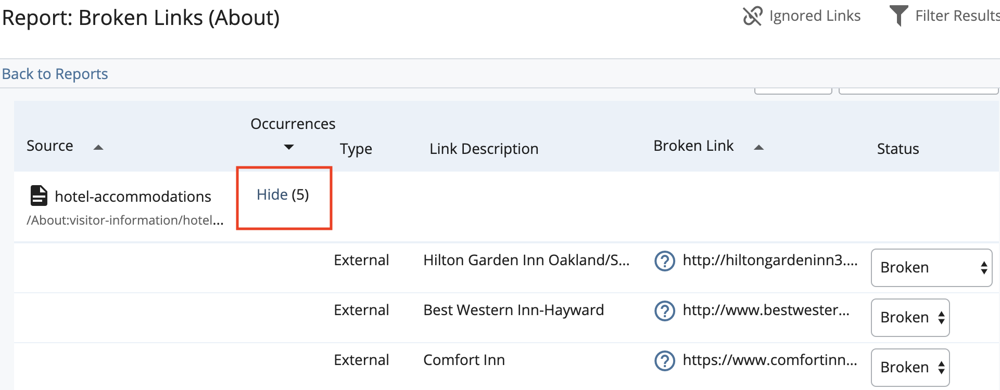 Report: Broken Links (About)
Ignored Links
Filter Results
Back to Reports
Source
Occurrences
Type
Link Description
Broken Link
Status
hotel-accommodations
/About:visitor-information/hotel...
Hide (5)
External
Hilton Garden Inn Oakland/S...
http://hiltongardeninn3....
Broken
External
Best Western Inn-Hayward
http://www.bestwester...
Broken
External
Comfort Inn
https://www.comfortinn...
Broken